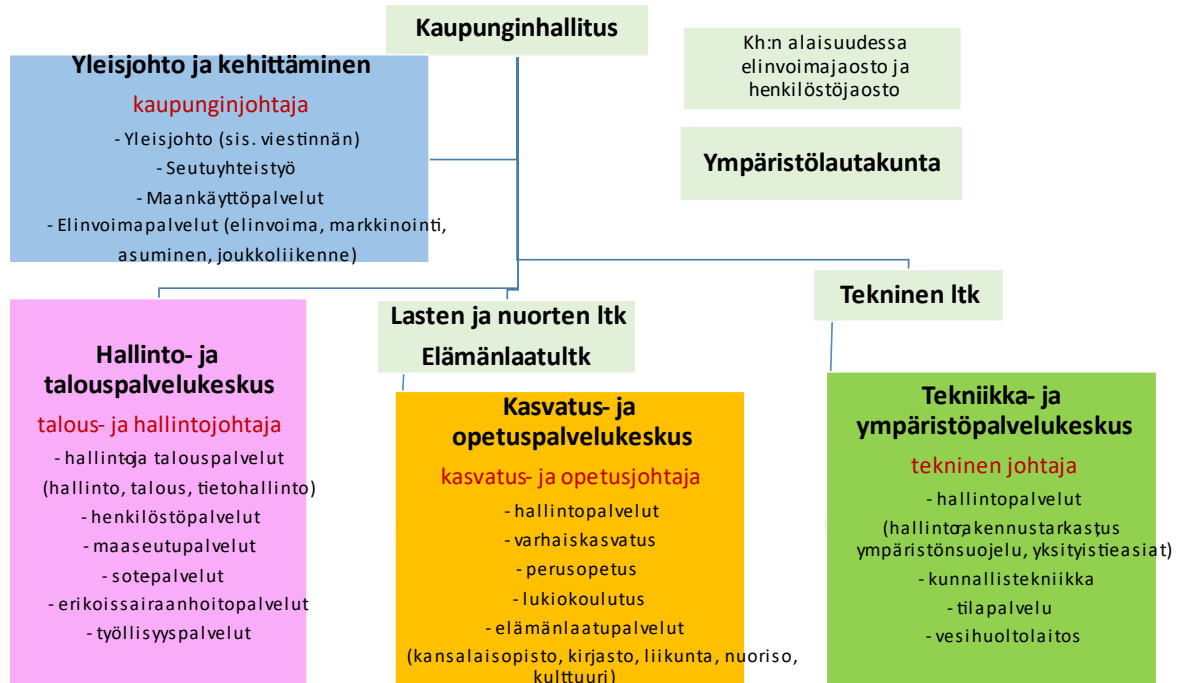 Kaupunginhallitus
Kh:n alaisuudessa
elinvoimajaosto ja
henkilöstöjaosto
Yleisjohto ja kehittäminen
kaupunginjohtaja
- Yleisjohto (sis. viestinnän)
- Seutuyhteistyö
- Maankäyttöpalvelut
- Elinvoimapalvelut (elinvoima, markkinointi,
asuminen, joukkoliikenne)
Ympäristölautakunta
Hallinto- ja
talouspalvelukeskus
talous- ja hallintojohtaja
- hallintoja talouspalvelut
(hallinto, talous, tietohallinto)
- henkilöstöpalvelut
- maaseutupalvelut
- sotepalvelut
- erikoissairaanhoitopalvelut
- työllisyyspalvelut
Lasten ja nuorten ltk
Elämänlaatultk
Kasvatus- ja
opetuspalvelukeskus
kasvatus- ja opetusjohtaja
- hallintopalvelut
- varhaiskasvatus
- perusopetus
- lukiokoulutus
- elämänlaatupalvelut
(kansalaisopisto, kirjasto, liikunta, nuoriso,
kulttuuri)
Tekninen ltk
Tekniikka- ja
ympäristöpalvelukeskus
tekninen johtaja
- hallintopalvelut
(hallinto,rakennustarkastus,
ympäristönsuojelu, yksityistieasiat)
- kunnallistekniikka
- tilapalvelu
- vesihuoltolaitos